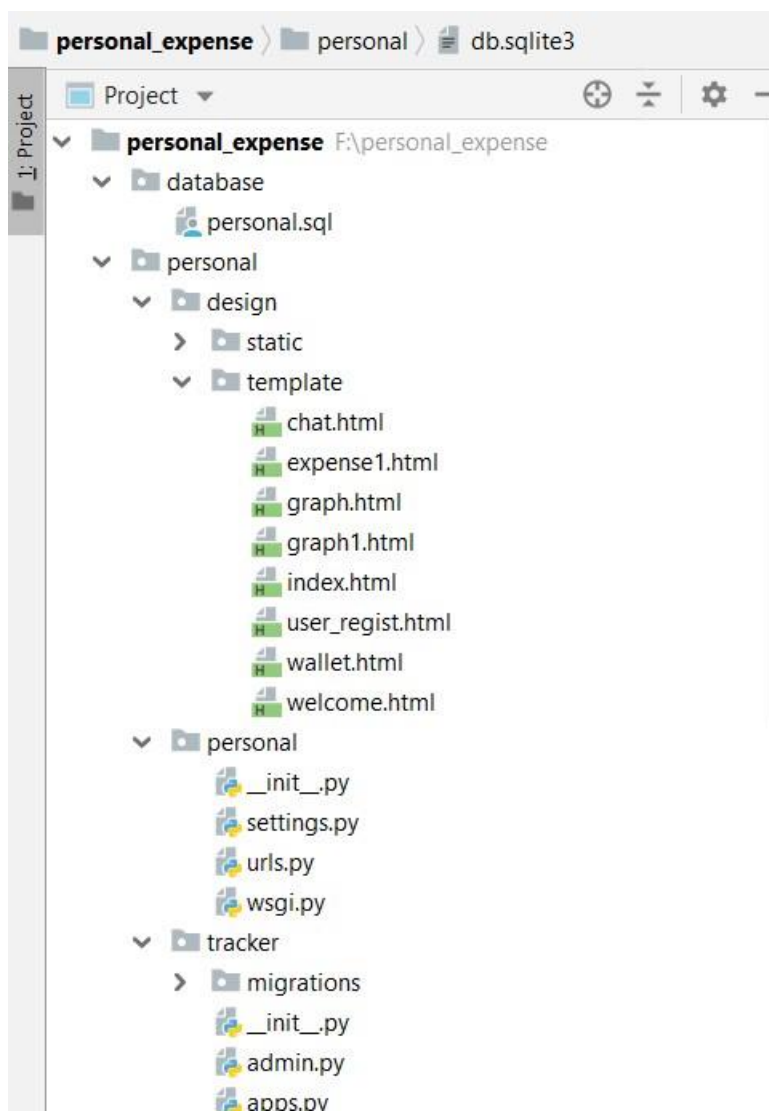 personal_expense personal db.sqlite3
1: Project
Project
personal_expense F:\personal_expense
database
personal.sql
personal
design
static
template
chat.html
expense1.html
graph.html
graph1.html
index.html
user_regist.html
wallet.html
welcome.html
personal
__init__.py
settings.py
urls.py
wsgi.py
tracker
migrations
__init__.py
admin.py
apps.py